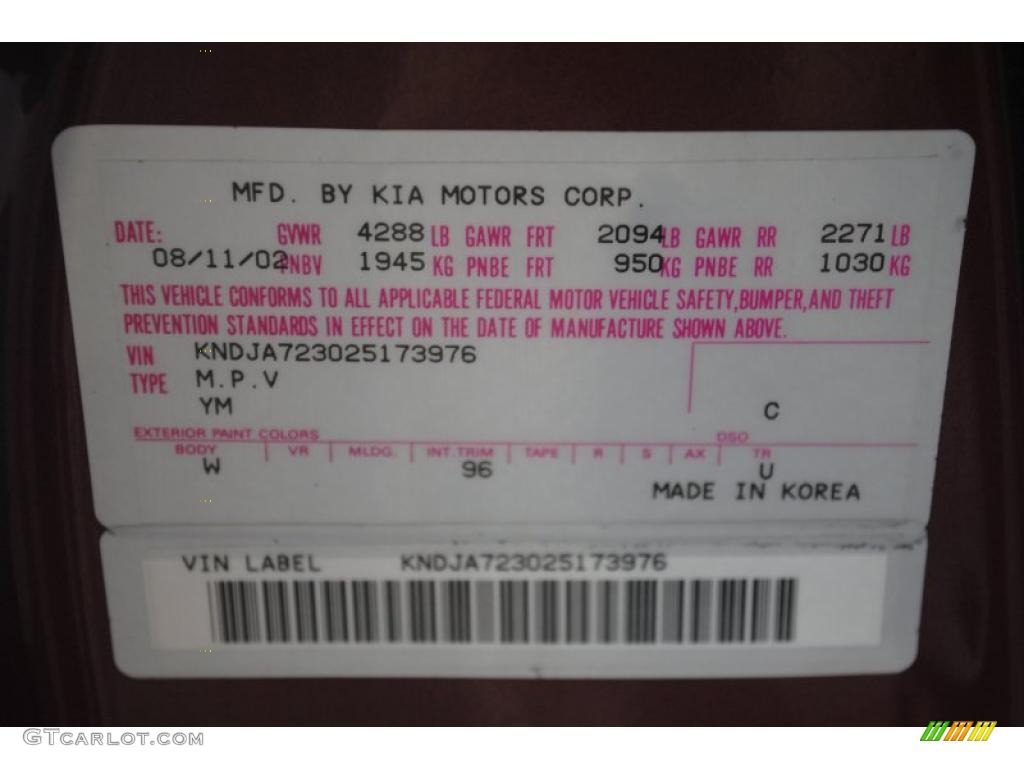 MFD. BY KIA MOTORS CORP.
DATE: GVWR 4288 LB GAWR FRT 2094 LB GAWR RR 2271 LB
08/11/02 PNBV 1945 KG PNBE FRT 950 KG PNBE RR 1030 KG
THIS VEHICLE CONFORMS TO ALL APPLICABLE FEDERAL MOTOR VEHICLE SAFETY,BUMPER,AND THEFT
PREVENTION STANDARDS IN EFFECT ON THE DATE OF MANUFACTURE SHOWN ABOVE.
VIN KNDJA723025173976
TYPE M.P.V
YM C
EXTERIOR PAINT COLORS DSO
BODY VR MLDG. INT.TRIM TAPE R S AX TR
W 96 U
MADE IN KOREA
VIN LABEL KNDJA723025173976
GTCARLOT.COM